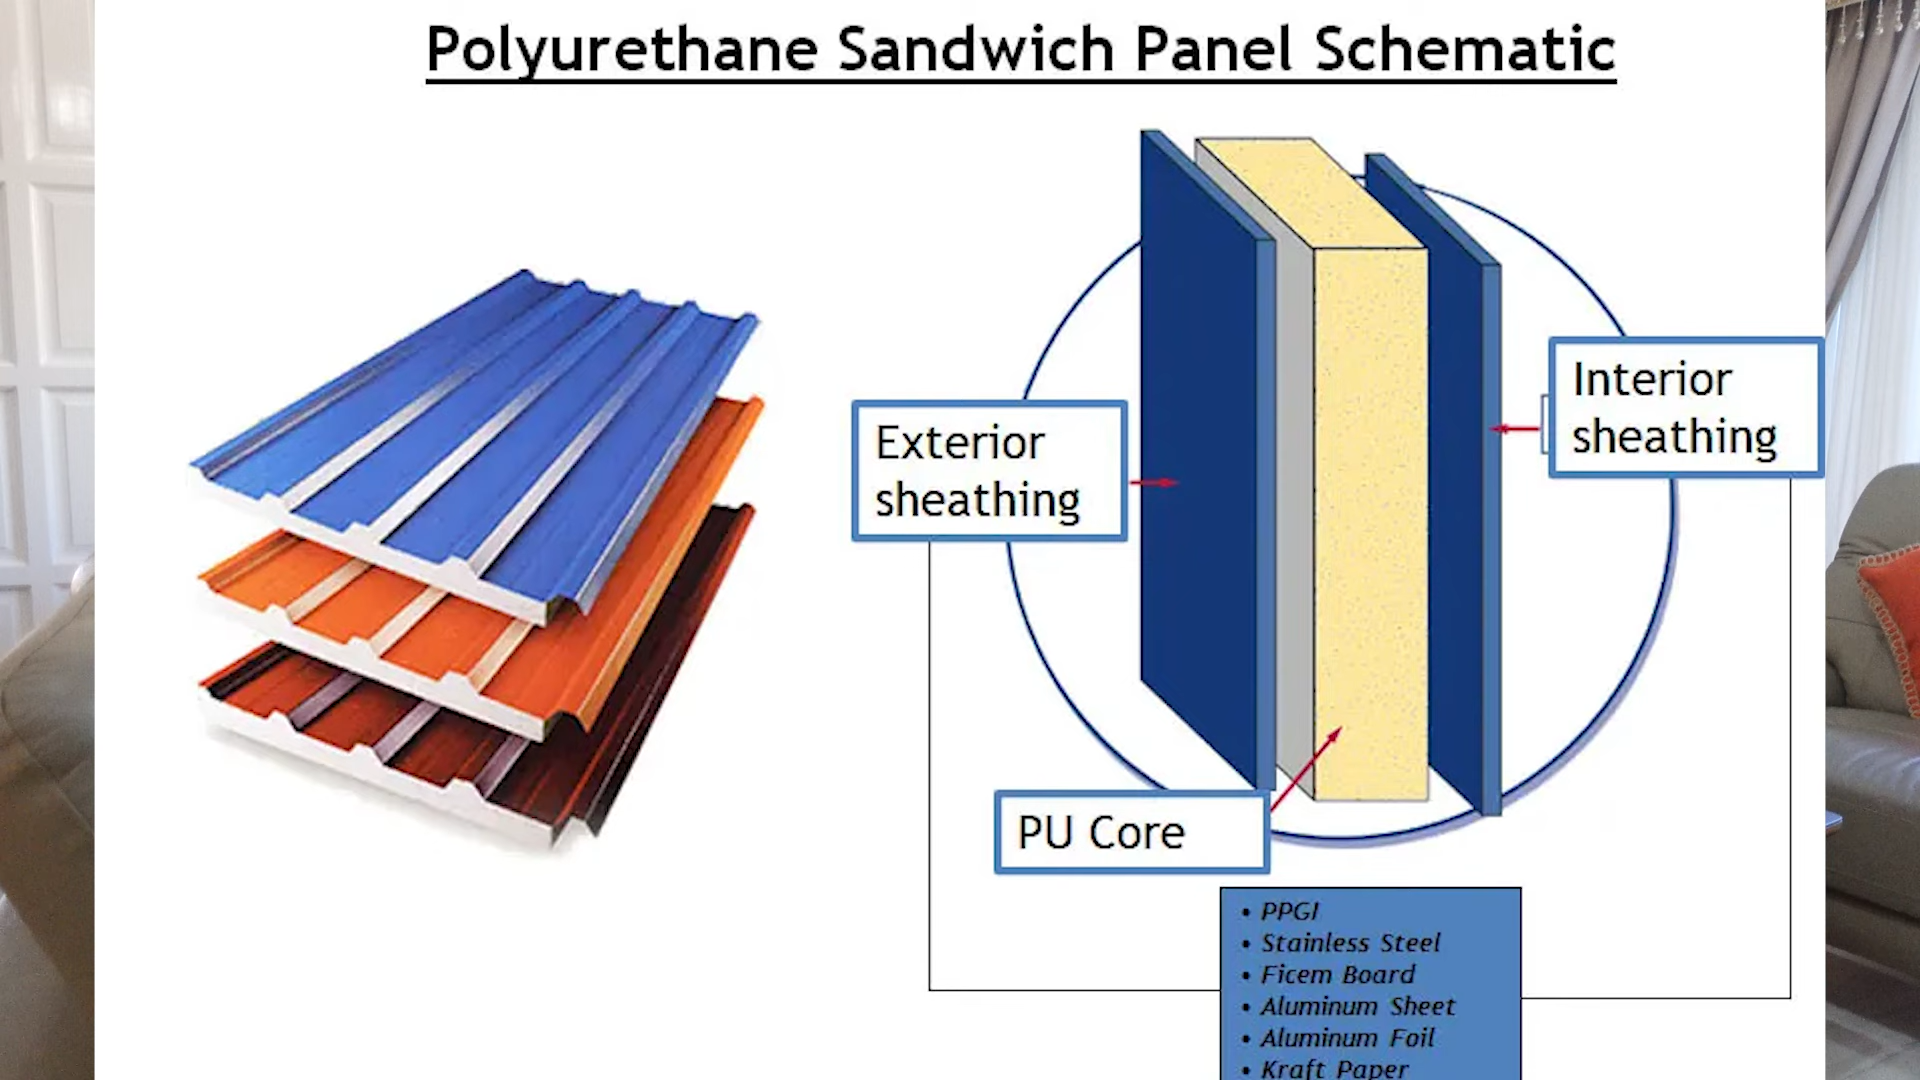 Polyurethane Sandwich Panel Schematic
Interior
sheathing
Exterior
sheathing
PU Core
• PPGI
• Stainless Steel
• Ficem Board
• Aluminum Sheet
• Aluminum Foil
• Kraft Paper